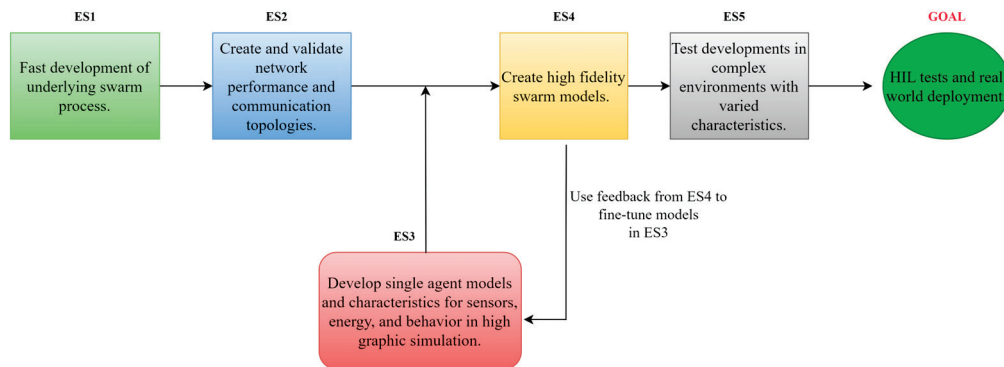 ES1
Fast development of
underlying swarm
process.
ES2
Create and validate
network
performance and
communication
topologies.
ES4
Create high fidelity
swarm models.
ES5
Test developments in
complex
environments with
varied
characteristics.
GOAL
HIL tests and real
world deployment
Use feedback from ES4 to
fine-tune models
in ES3
ES3
Develop single agent models
and characteristics for sensors,
energy, and behavior in high
graphic simulation.